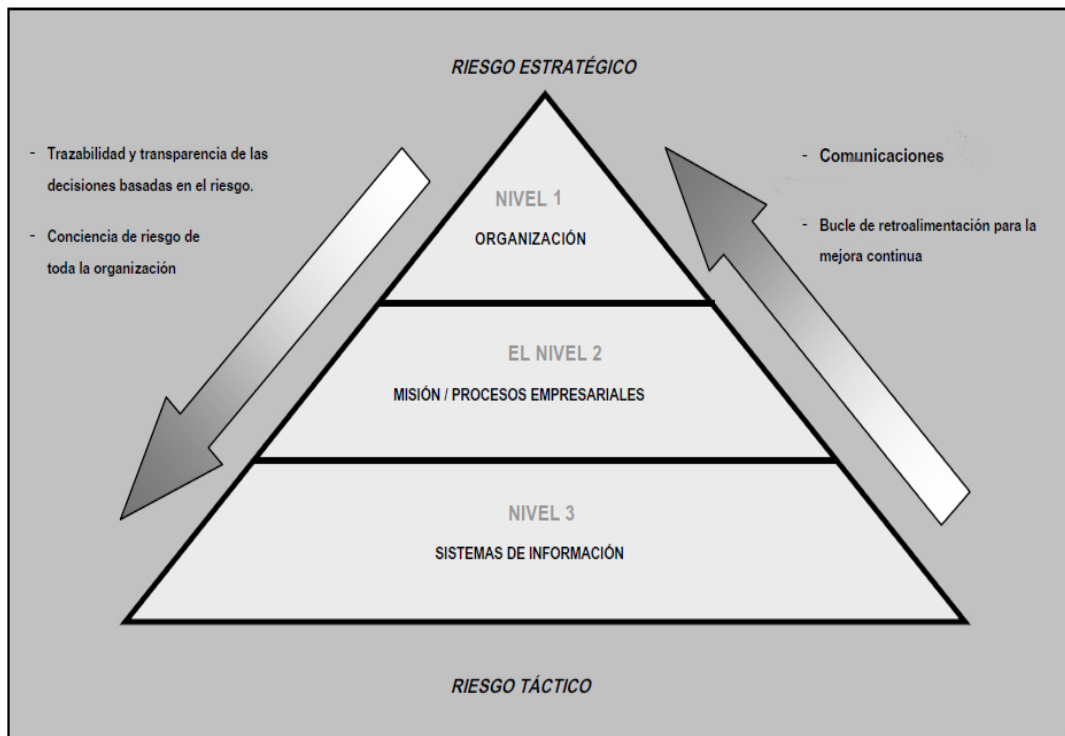 RIESGO ESTRATÉGICO
- Trazabilidad y transparencia de las
decisiones basadas en el riesgo.
- Conciencia de riesgo de
toda la organización
- Comunicaciones
- Bucle de retroalimentación para la
mejora continua
NIVEL 1
ORGANIZACIÓN
EL NIVEL 2
MISIÓN / PROCESOS EMPRESARIALES
NIVEL 3
SISTEMAS DE INFORMACIÓN
RIESGO TÁCTICO